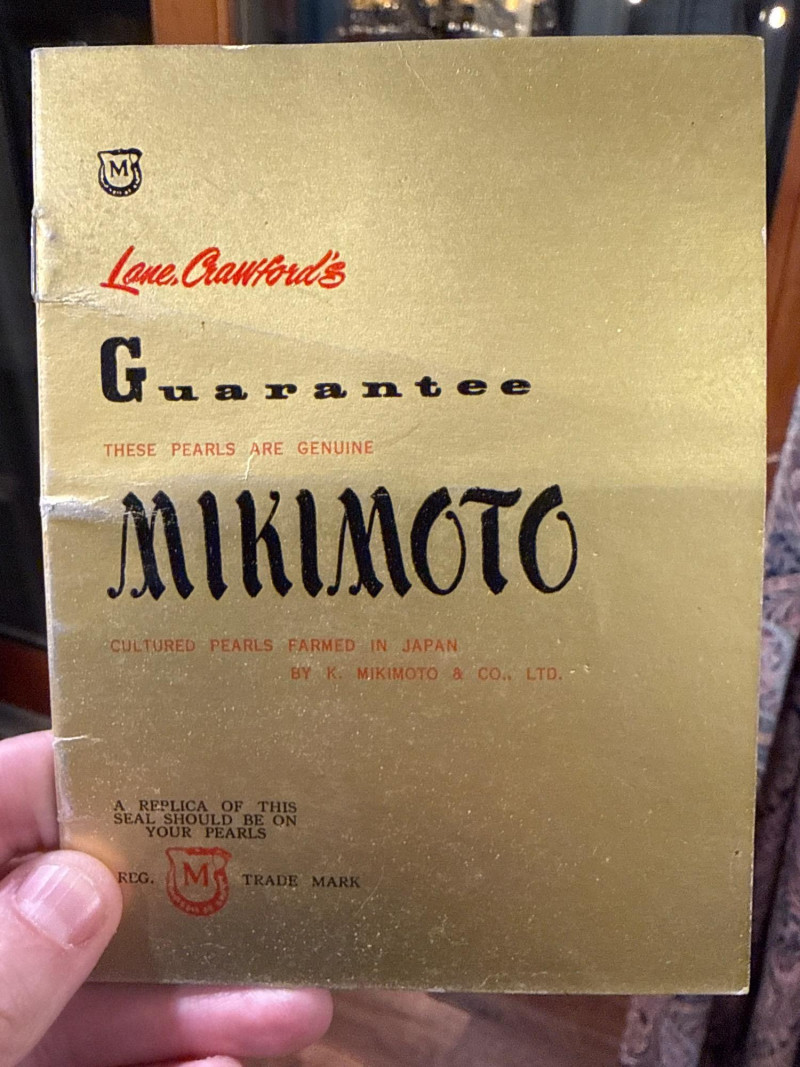 M
Lane, Crawford's
Guarantee
THESE PEARLS ARE GENUINE
MIKIMOTO
CULTURED PEARLS FARMED IN JAPAN
BY K. MIKIMOTO & CO., LTD.
A REPLICA OF THIS
SEAL SHOULD BE ON
YOUR PEARLS
REG. M TRADE MARK